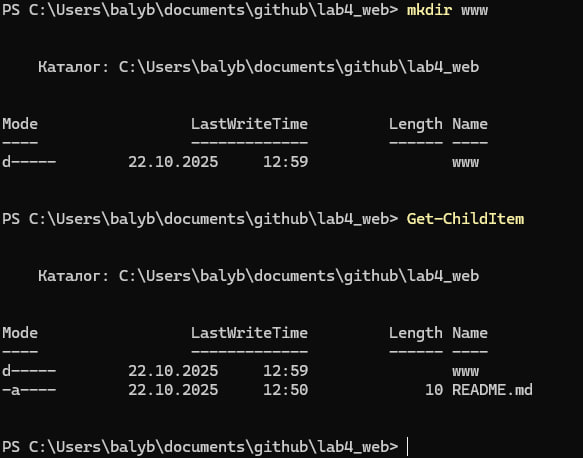 PS C:\Users\balyb\documents\github\lab4_web> mkdir www
Каталог: C:\Users\balyb\documents\github\lab4_web
Mode LastWriteTime Length Name
---- ------------- ------ ----
d----- 22.10.2025 12:59 www
PS C:\Users\balyb\documents\github\lab4_web> Get-ChildItem
Каталог: C:\Users\balyb\documents\github\lab4_web
Mode LastWriteTime Length Name
---- ------------- ------ ----
d----- 22.10.2025 12:59 www
-a---- 22.10.2025 12:50 10 README.md
PS C:\Users\balyb\documents\github\lab4_web>